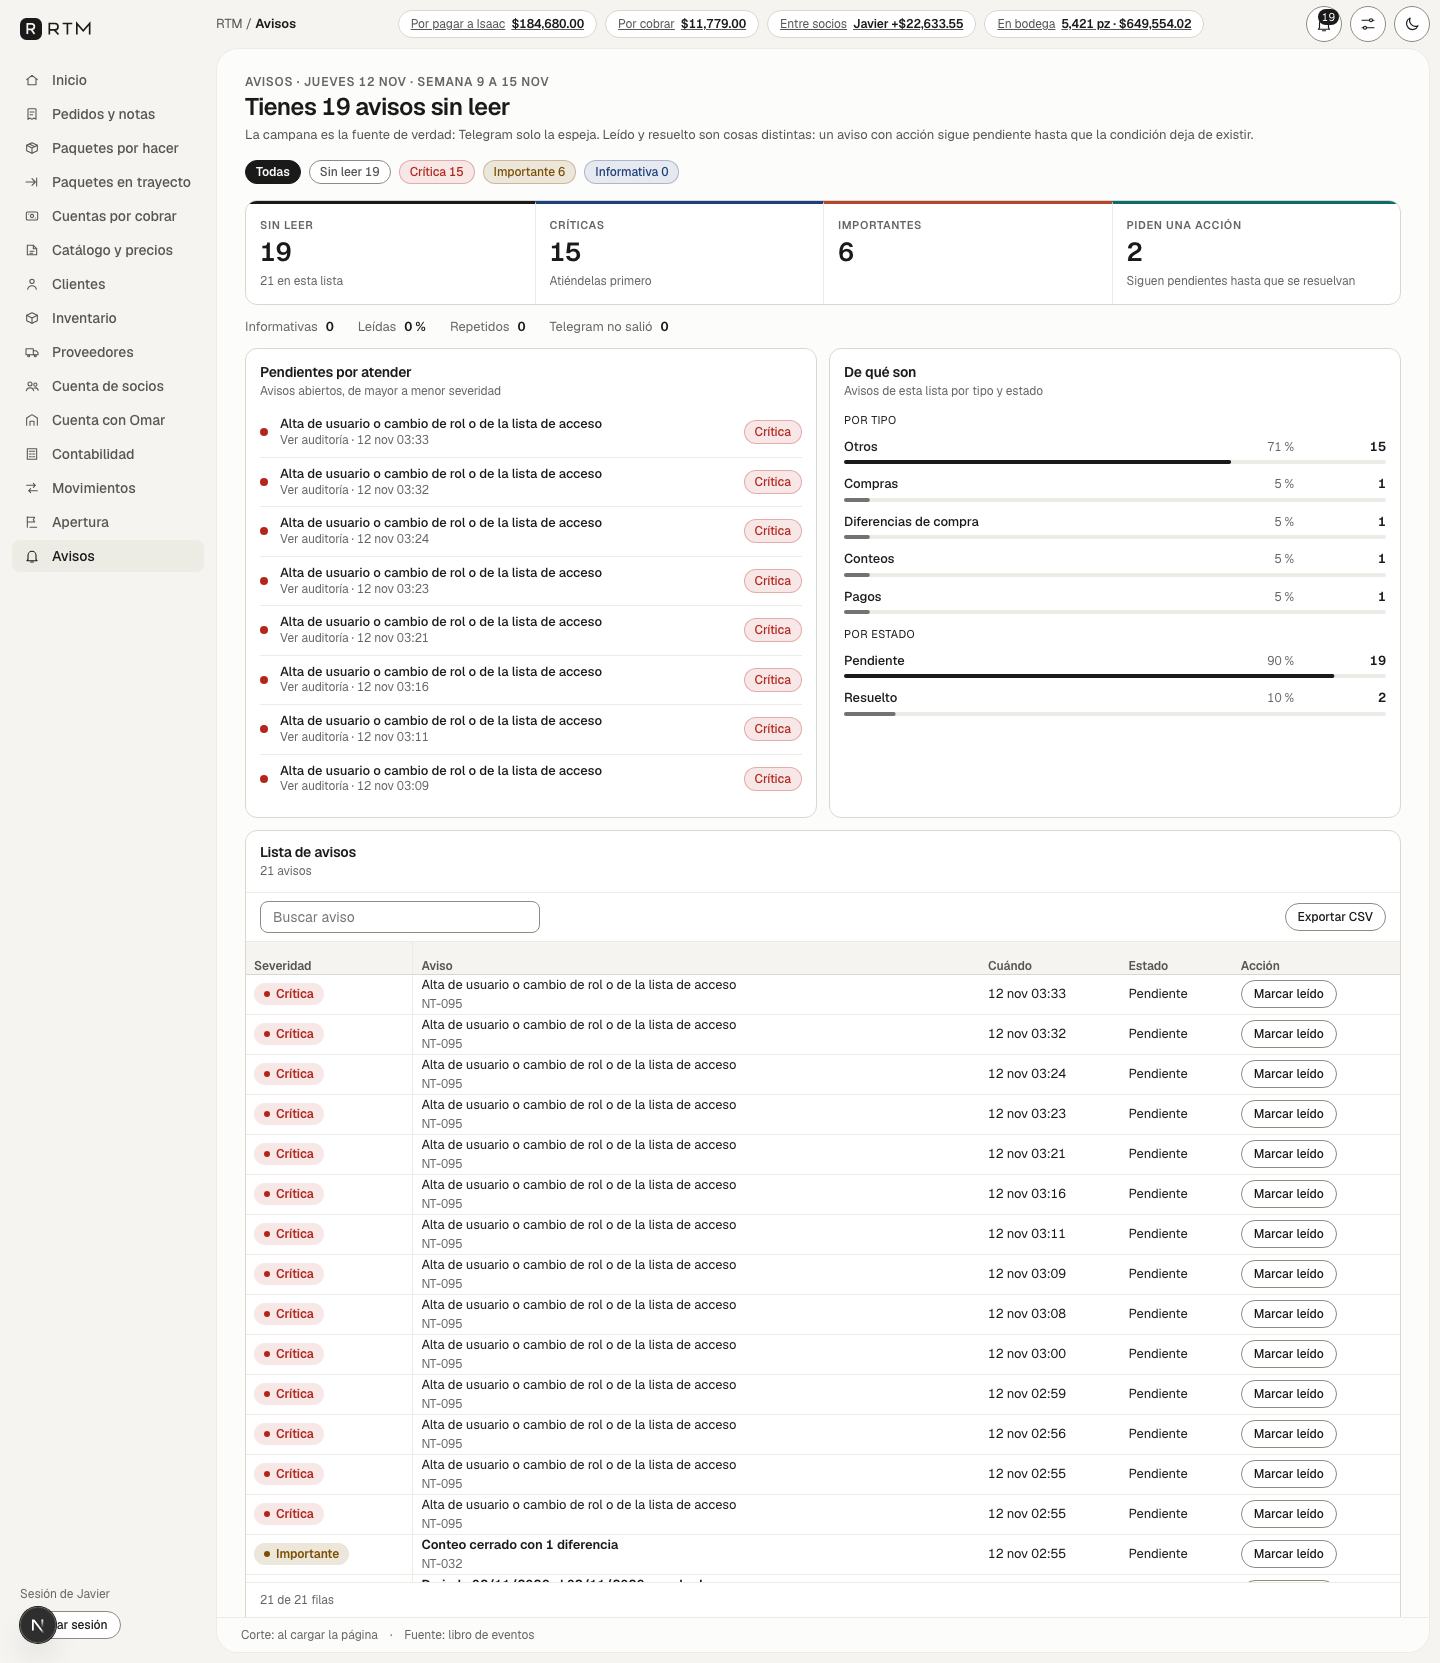 R RTM
RTM / Avisos
Por pagar a Isaac $184,680.00
Por cobrar $11,779.00
Entre socios Javier +$22,633.55
En bodega 5,421 pz · $649,554.02
19
Inicio
Pedidos y notas
Paquetes por hacer
Paquetes en trayecto
Cuentas por cobrar
Catálogo y precios
Clientes
Inventario
Proveedores
Cuenta de socios
Cuenta con Omar
Contabilidad
Movimientos
Apertura
Avisos
AVISOS · JUEVES 12 NOV · SEMANA 9 A 15 NOV
Tienes 19 avisos sin leer
La campana es la fuente de verdad: Telegram solo la espeja. Leído y resuelto son cosas distintas: un aviso con acción sigue pendiente hasta que la condición deja de existir.
Todas Sin leer 19 Crítica 15 Importante 6 Informativa 0
SIN LEER
19
21 en esta lista
CRÍTICAS
15
Atiéndelas primero
IMPORTANTES
6
PIDEN UNA ACCIÓN
2
Siguen pendientes hasta que se resuelvan
Informativas 0 Leídas 0 % Repetidos 0 Telegram no salió 0
Pendientes por atender
Avisos abiertos, de mayor a menor severidad
Alta de usuario o cambio de rol o de la lista de acceso
Ver auditoría · 12 nov 03:33
Crítica
Alta de usuario o cambio de rol o de la lista de acceso
Ver auditoría · 12 nov 03:32
Crítica
Alta de usuario o cambio de rol o de la lista de acceso
Ver auditoría · 12 nov 03:24
Crítica
Alta de usuario o cambio de rol o de la lista de acceso
Ver auditoría · 12 nov 03:23
Crítica
Alta de usuario o cambio de rol o de la lista de acceso
Ver auditoría · 12 nov 03:21
Crítica
Alta de usuario o cambio de rol o de la lista de acceso
Ver auditoría · 12 nov 03:16
Crítica
Alta de usuario o cambio de rol o de la lista de acceso
Ver auditoría · 12 nov 03:11
Crítica
Alta de usuario o cambio de rol o de la lista de acceso
Ver auditoría · 12 nov 03:09
Crítica
De qué son
Avisos de esta lista por tipo y estado
POR TIPO
Otros 71 % 15
Compras 5 % 1
Diferencias de compra 5 % 1
Conteos 5 % 1
Pagos 5 % 1
POR ESTADO
Pendiente 90 % 19
Resuelto 10 % 2
Lista de avisos
21 avisos
Buscar aviso
Exportar CSV
Severidad Aviso Cuándo Estado Acción
Crítica Alta de usuario o cambio de rol o de la lista de acceso 12 nov 03:33 Pendiente Marcar leído
NT-095
Crítica Alta de usuario o cambio de rol o de la lista de acceso 12 nov 03:32 Pendiente Marcar leído
NT-095
Crítica Alta de usuario o cambio de rol o de la lista de acceso 12 nov 03:24 Pendiente Marcar leído
NT-095
Crítica Alta de usuario o cambio de rol o de la lista de acceso 12 nov 03:23 Pendiente Marcar leído
NT-095
Crítica Alta de usuario o cambio de rol o de la lista de acceso 12 nov 03:21 Pendiente Marcar leído
NT-095
Crítica Alta de usuario o cambio de rol o de la lista de acceso 12 nov 03:16 Pendiente Marcar leído
NT-095
Crítica Alta de usuario o cambio de rol o de la lista de acceso 12 nov 03:11 Pendiente Marcar leído
NT-095
Crítica Alta de usuario o cambio de rol o de la lista de acceso 12 nov 03:09 Pendiente Marcar leído
NT-095
Crítica Alta de usuario o cambio de rol o de la lista de acceso 12 nov 03:08 Pendiente Marcar leído
NT-095
Crítica Alta de usuario o cambio de rol o de la lista de acceso 12 nov 03:00 Pendiente Marcar leído
NT-095
Crítica Alta de usuario o cambio de rol o de la lista de acceso 12 nov 02:59 Pendiente Marcar leído
NT-095
Crítica Alta de usuario o cambio de rol o de la lista de acceso 12 nov 02:56 Pendiente Marcar leído
NT-095
Crítica Alta de usuario o cambio de rol o de la lista de acceso 12 nov 02:55 Pendiente Marcar leído
NT-095
Crítica Alta de usuario o cambio de rol o de la lista de acceso 12 nov 02:55 Pendiente Marcar leído
NT-095
Importante Conteo cerrado con 1 diferencia 12 nov 02:55 Pendiente Marcar leído
NT-032
21 de 21 filas
Sesión de Javier
N ar sesión
Corte: al cargar la página · Fuente: libro de eventos